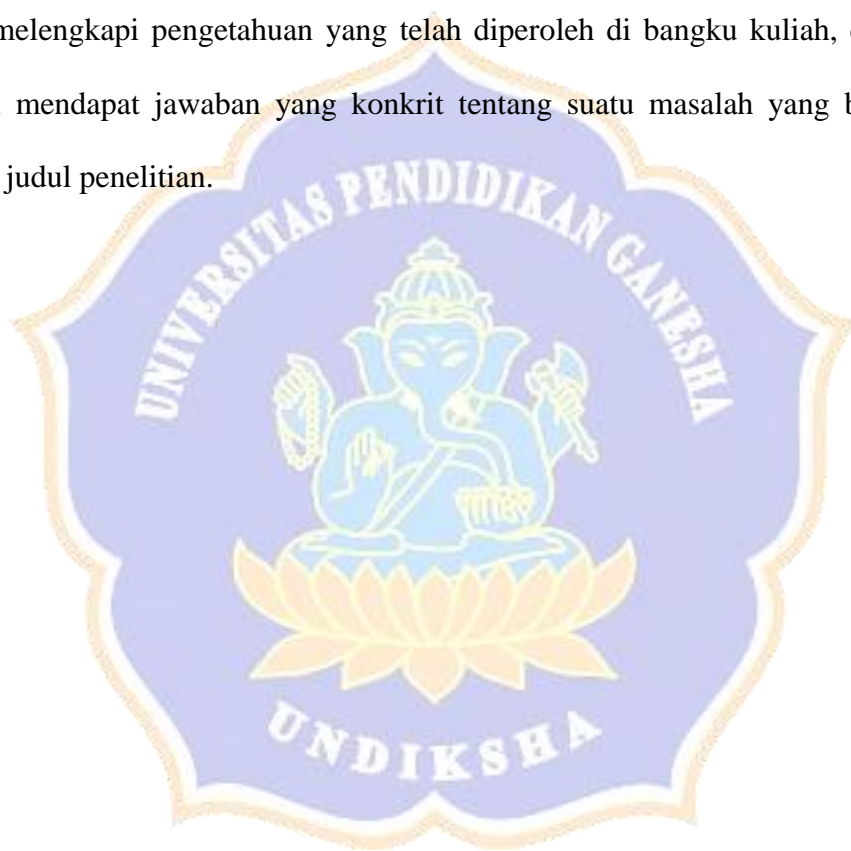 melengkapi pengetahuan yang telah diperoleh di bangku kuliah,
mendapat jawaban yang konkrit tentang suatu masalah yang
judul penelitian.
UNIVERSITAS PENDIDIKAN GANESHA
UNDIKSHA